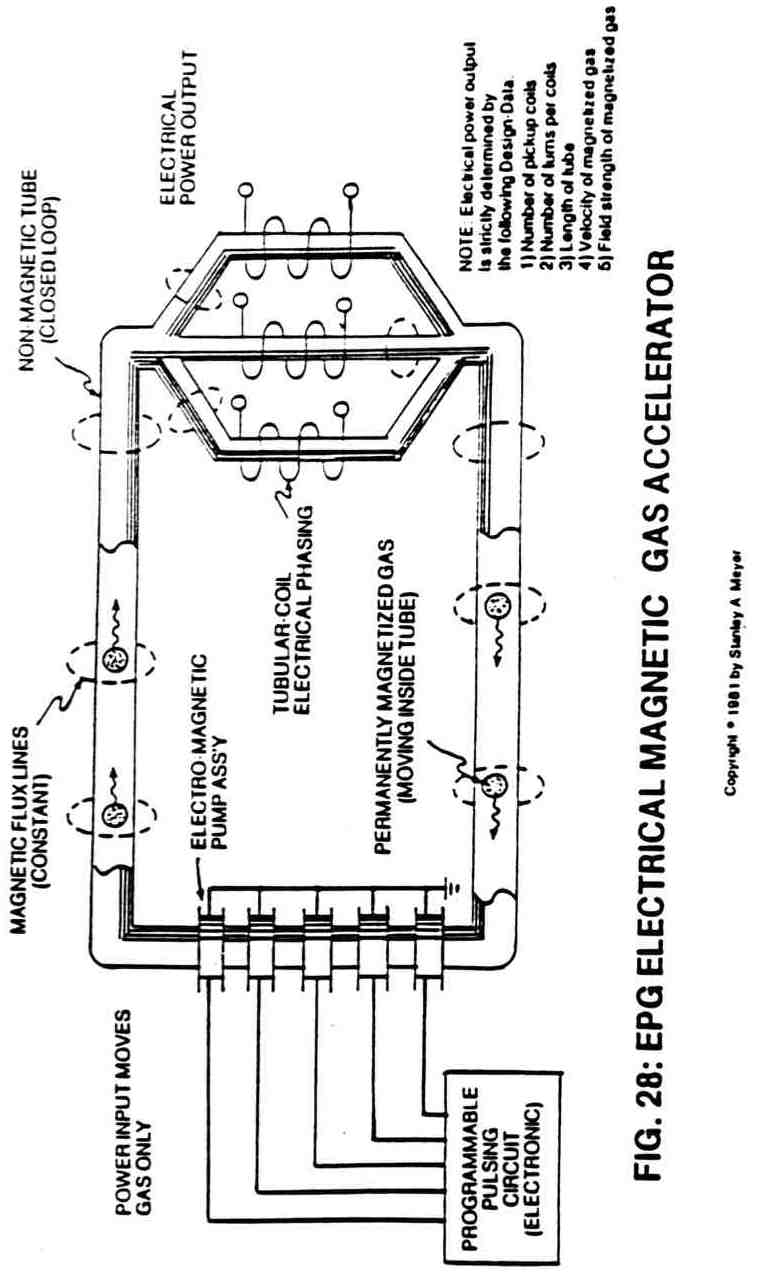 POWER INPUT MOVES
GAS ONLY
MAGNETIC FLUX LINES
(CONSTANT)
NON-MAGNETIC TUBE
(CLOSED LOOP)
ELECTRICAL
POWER OUTPUT
ELECTRO-MAGNETIC
PUMP ASS'Y
TUBULAR-COIL
ELECTRICAL PHASING
PERMANENTLY MAGNETIZED GAS
(MOVING INSIDE TUBE)
PROGRAMMABLE
PULSING
CIRCUIT
(ELECTRONIC)
NOTE: Electrical power output
is strictly determined by
the following Design-Data.
1) Number of pickup coils
2) Number of turns per coils
3) Length of tube
4) Velocity of magnetized gas
5) Field strength of magnetized gas
FIG. 28: EPG ELECTRICAL MAGNETIC GAS ACCELERATOR
Copyright © 1981 by Stanley A Meyer